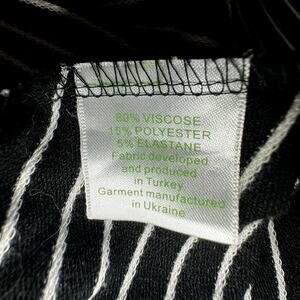 80% VISCOSE
15% POLYESTER
5% ELASTANE
Fabric developed
and produced
in Turkey
Garment manufactured
in Ukraine